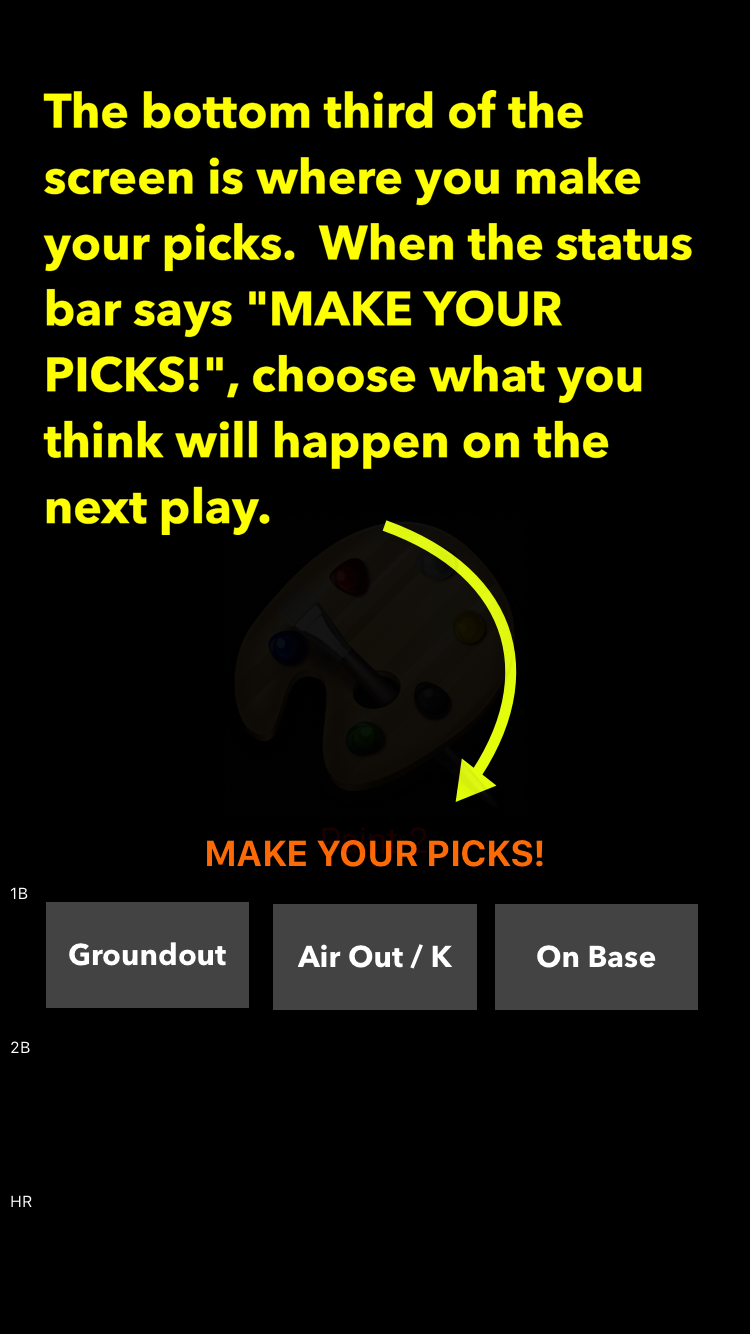 The bottom third of the
screen is where you make
your picks.  When the status
bar says "MAKE YOUR
PICKS!", choose what you
think will happen on the
next play.
MAKE YOUR PICKS!
1B
Groundout
Air Out / K
On Base
2B
HR